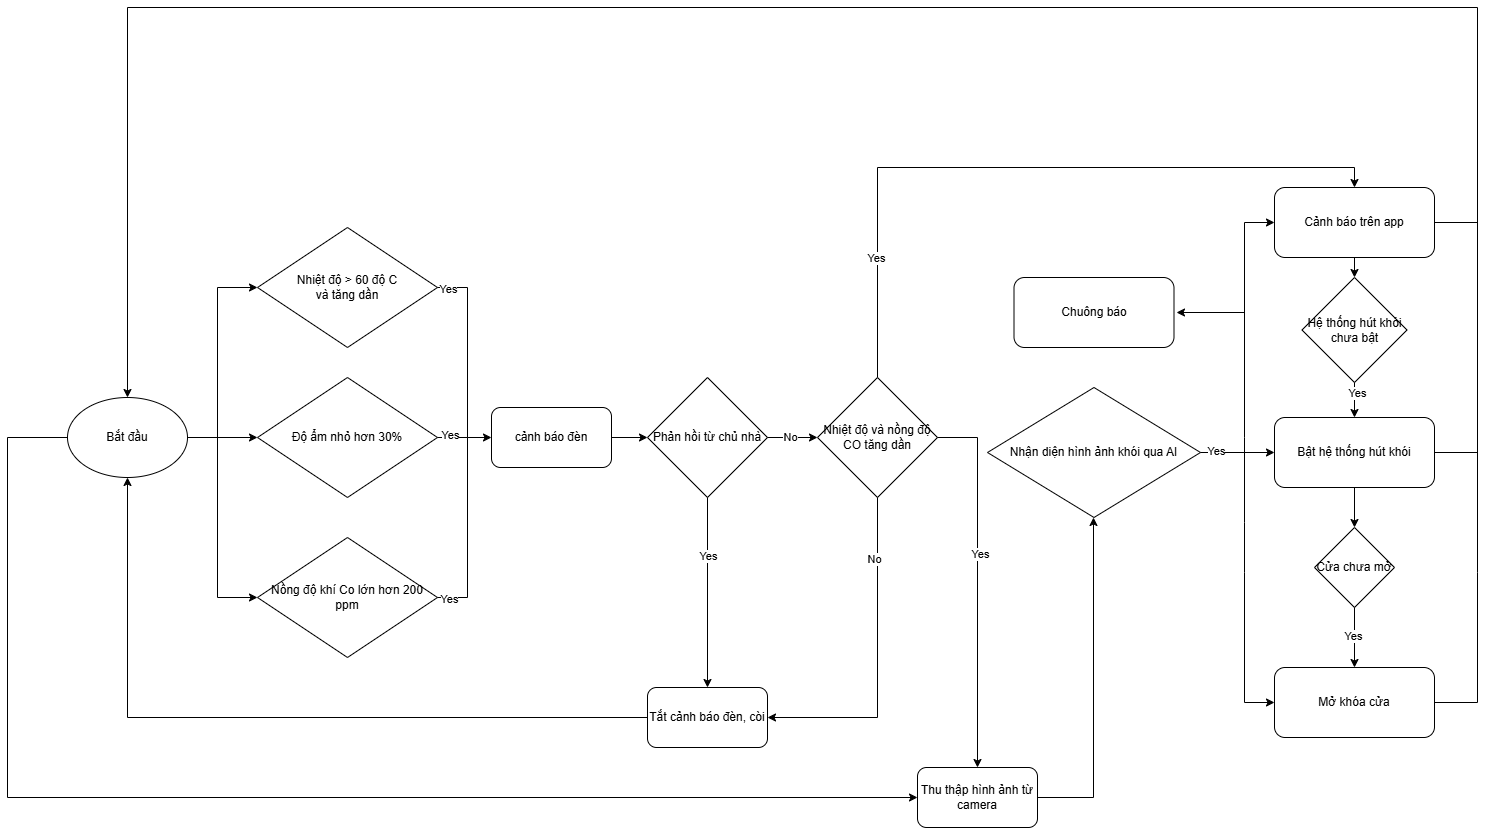 Bắt đầu
Nhiệt độ > 60 độ C
và tăng dần
Yes
Độ ẩm nhỏ hơn 30%
Yes
Nồng độ khí Co lớn hơn 200
ppm
Yes
cảnh báo đèn
Phản hồi từ chủ nhà
No
Yes
Tắt cảnh báo đèn, còi
Nhiệt độ và nồng độ
CO tăng dần
Yes
No
Yes
Thu thập hình ảnh từ
camera
Nhận diện hình ảnh khói qua AI
Yes
Chuông báo
Cảnh báo trên app
Hệ thống hút khói
chưa bật
Yes
Bật hệ thống hút khói
Cửa chưa mở
Yes
Mở khóa cửa